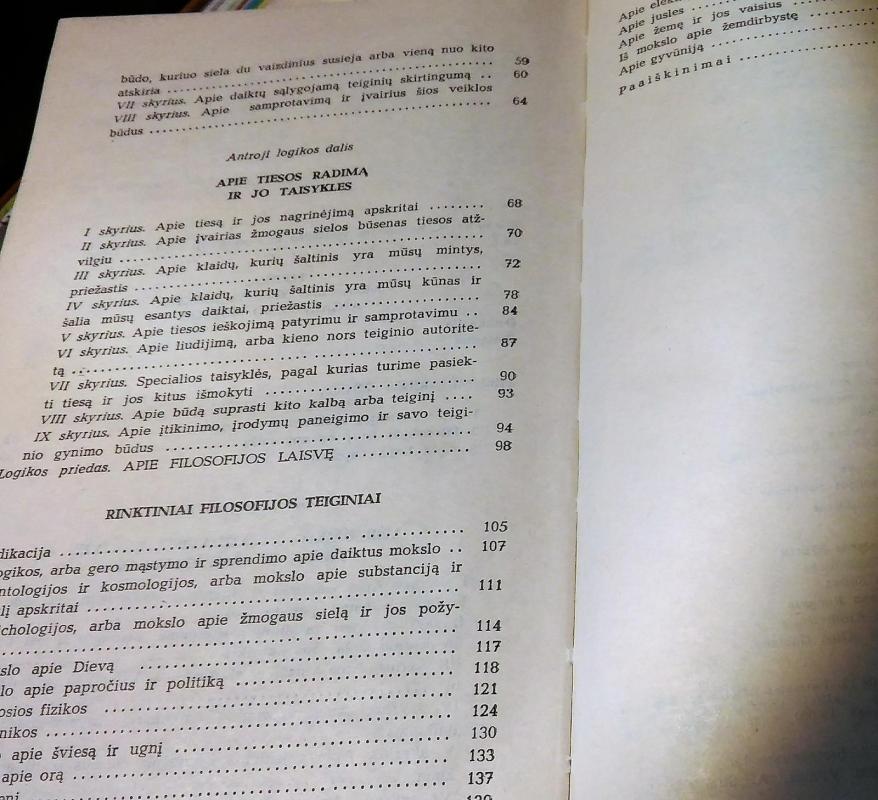 būdo, kuriuo siela du vaizdinius susieja arba vieną nuo kito
atskiria .......... 59
VII skyrius. Apie daiktų sąlygojamą teiginių skirtingumą .. 60
VIII skyrius. Apie samprotavimą ir įvairius šios veiklos
būdus .......... 64
Antroji logikos dalis
APIE TIESOS RADIMĄ
IR JO TAISYKLES
I skyrius. Apie tiesą ir jos nagrinėjimą apskritai ........ 68
II skyrius. Apie įvairias žmogaus sielos būsenas tiesos atž-
vilgiu .......... 70
III skyrius. Apie klaidų, kurių šaltinis yra mūsų mintys,
priežastis .......... 72
IV skyrius. Apie klaidų, kurių šaltinis yra mūsų kūnas ir
šalia mūsų esantys daiktai, priežastis .......... 78
V skyrius. Apie tiesos ieškojimą patyrimu ir samprotavimu .. 84
VI skyrius. Apie liudijimą, arba kieno nors teiginio autorite-
tą .......... 87
VII skyrius. Specialios taisyklės, pagal kurias turime pasiek-
ti tiesą ir jos kitus išmokyti .......... 90
VIII skyrius. Apie būdą suprasti kito kalbą arba teiginį .... 93
IX skyrius. Apie įtikinimo, įrodymų paneigimo ir savo teigi-
nio gynimo būdus .......... 94
Logikos priedas. APIE FILOSOFIJOS LAISVĘ .......... 98
RINKTINIAI FILOSOFIJOS TEIGINIAI
dikacija .......... 105
ogikos, arba gero mąstymo ir sprendimo apie daiktus mokslo .. 107
ntologijos ir kosmologijos, arba mokslo apie substanciją ir
lį apskritai .......... 111
ichologijos, arba mokslo apie žmogaus sielą ir jos požy-
.......... 114
slo apie Dievą .......... 117
lo apie papročius ir politiką .......... 118
osios fizikos .......... 121
nikos .......... 124
apie šviesą ir ugnį .......... 130
apie orą .......... 133
137
Apie
Apie jusles
Apie žemę ir jos vaisius
Iš mokslo apie žemdirbystę
Apie gyvūniją
paaiškinimai